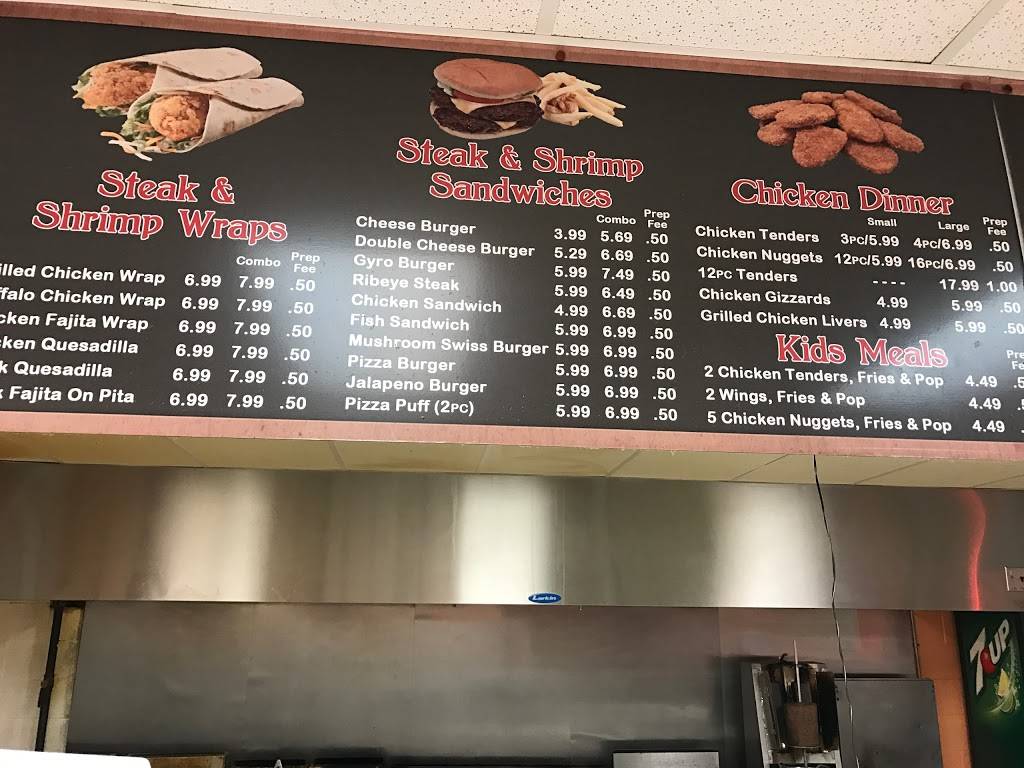 Steak &
Shrimp Wraps
Combo Prep Fee
illed Chicken Wrap 6.99 7.99 .50
ffalo Chicken Wrap 6.99 7.99 .50
cken Fajita Wrap 6.99 7.99 .50
cken Quesadilla 6.99 7.99 .50
k Quesadilla 6.99 7.99 .50
k Fajita On Pita 6.99 7.99 .50
Steak & Shrimp
Sandwiches
Combo Prep Fee
Cheese Burger 3.99 5.69 .50
Double Cheese Burger 5.29 6.69 .50
Gyro Burger 5.99 7.49 .50
Ribeye Steak 5.99 6.49 .50
Chicken Sandwich 4.99 6.69 .50
Fish Sandwich 5.99 6.99 .50
Mushroom Swiss Burger 5.99 6.99 .50
Pizza Burger 5.99 6.99 .50
Jalapeno Burger 5.99 6.99 .50
Pizza Puff (2PC) 5.99 6.99 .50
Chicken Dinner
Small Large Prep Fee
Chicken Tenders 3PC/5.99 4PC/6.99 .50
Chicken Nuggets 12PC/5.99 16PC/6.99 .50
12PC Tenders ---- 17.99 1.00
Chicken Gizzards 4.99 5.99 .50
Grilled Chicken Livers 4.99 5.99 .50
Kids Meals
2 Chicken Tenders, Fries & Pop 4.49
2 Wings, Fries & Pop 4.49
5 Chicken Nuggets, Fries & Pop 4.49
Larkin
7UP